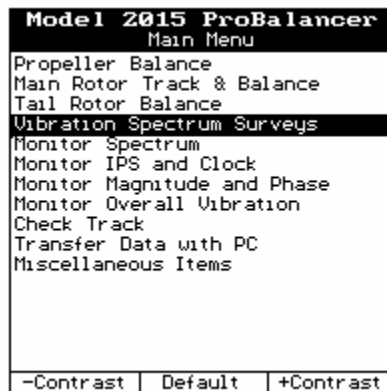 Model 2015 ProBalancer
Main Menu
Propeller Balance
Main Rotor Track & Balance
Tail Rotor Balance
Vibration Spectrum Surveys
Monitor Spectrum
Monitor IPS and Clock
Monitor Magnitude and Phase
Monitor Overall Vibration
Check Track
Transfer Data with PC
Miscellaneous Items
-Contrast Default +Contrast